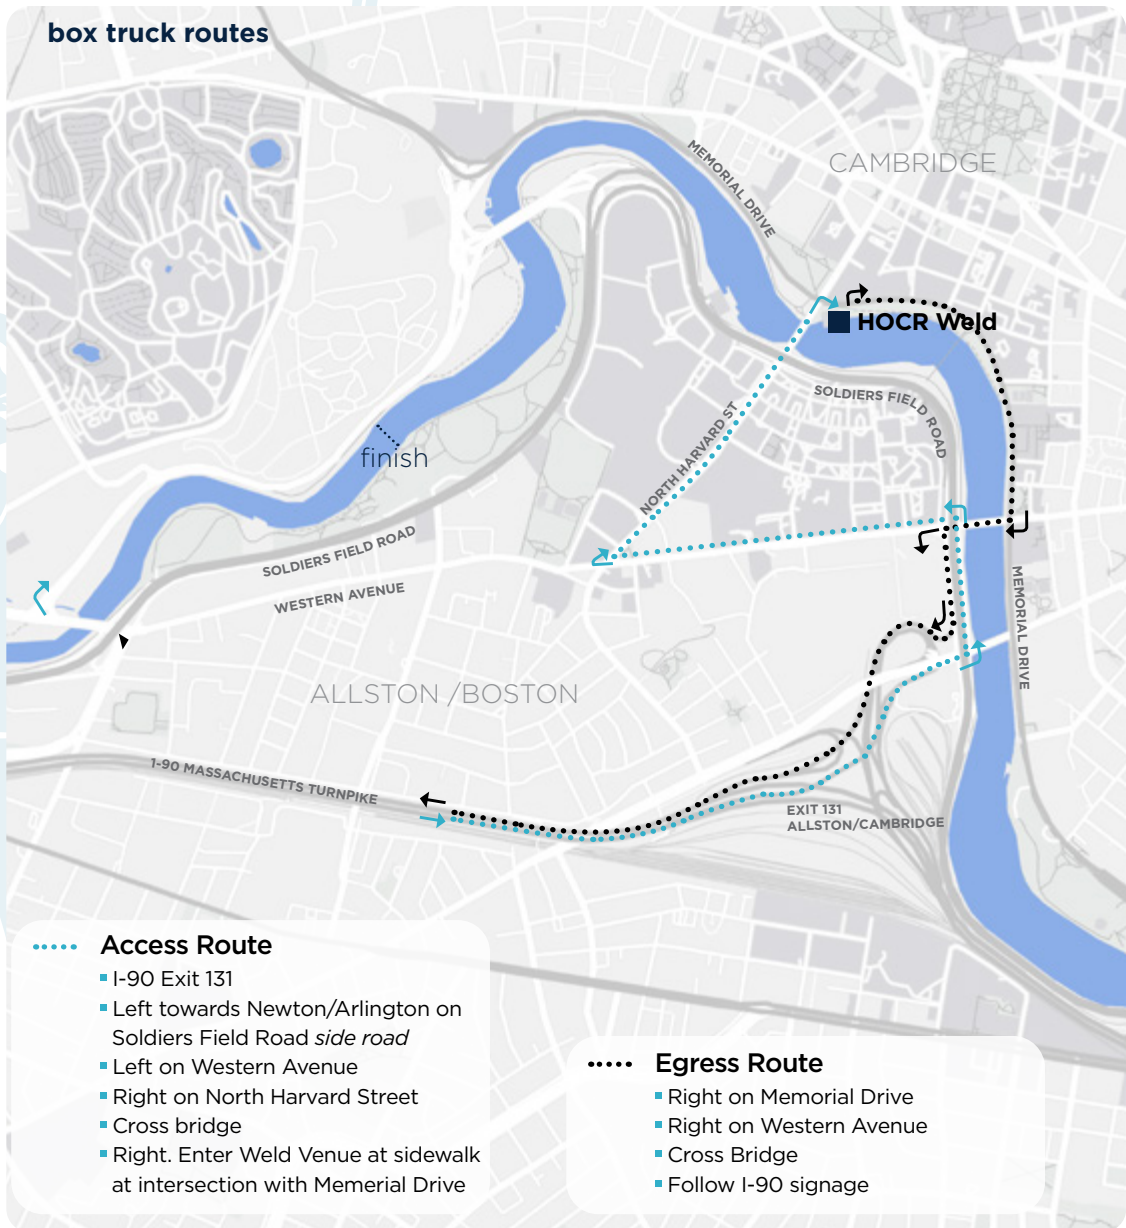 box truck routes
MEMORIAL DRIVE
CAMBRIDGE
HOCR Weld
SOLDIERS FIELD ROAD
NORTH HARVARD ST
finish
SOLDIERS FIELD ROAD
WESTERN AVENUE
MEMORIAL DRIVE
ALLSTON /BOSTON
1-90 MASSACHUSETTS TURNPIKE
EXIT 131
ALLSTON/CAMBRIDGE
Access Route
I-90 Exit 131
Left towards Newton/Arlington on
Soldiers Field Road side road
Left on Western Avenue
Right on North Harvard Street
Cross bridge
Right. Enter Weld Venue at sidewalk
at intersection with Memerial Drive
Egress Route
Right on Memorial Drive
Right on Western Avenue
Cross Bridge
Follow I-90 signage